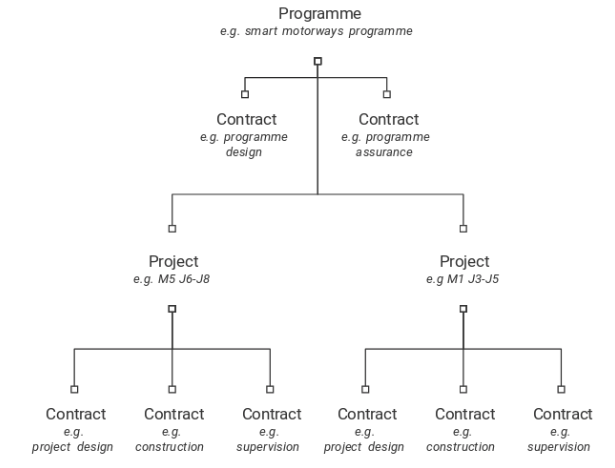 Programme
e.g. smart motorways programme
Contract
e.g. programme
design
Contract
e.g. programme
assurance
Project
e.g. M5 J6-J8
Project
e.g M1 J3-J5
Contract
e.g.
project design
Contract
e.g.
construction
Contract
e.g.
supervision
Contract
e.g.
project design
Contract
e.g.
construction
Contract
e.g.
supervision